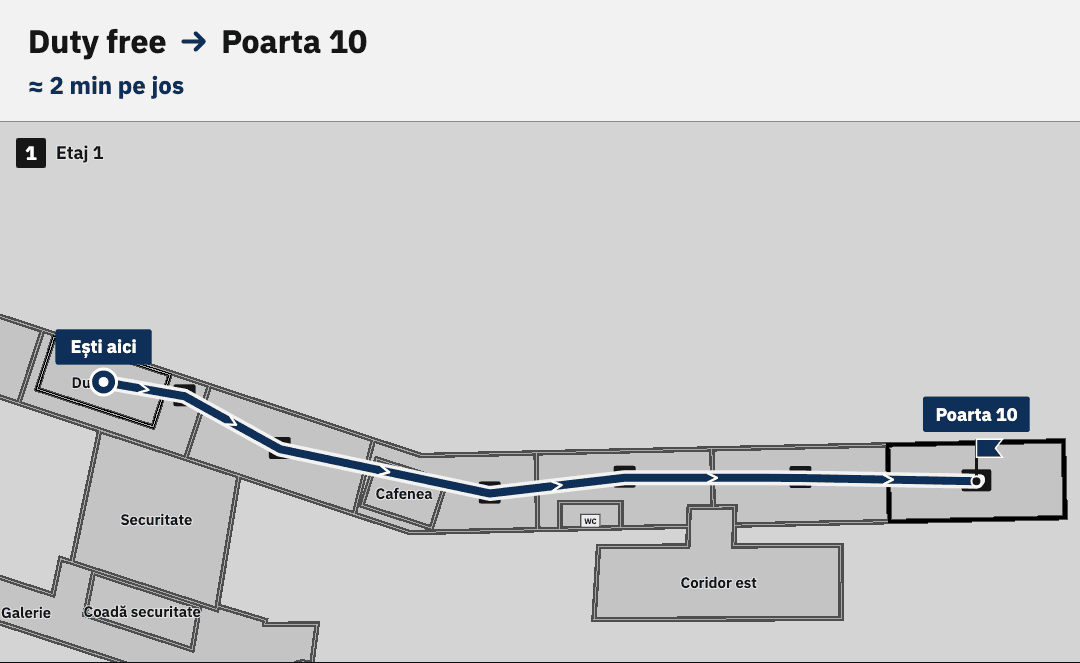 Duty free → Poarta 10
≈ 2 min pe jos
1 Etaj 1
Ești aici
Poarta 10
Cafenea
Securitate
wc
Coridor est
Galerie
Coadă securitate